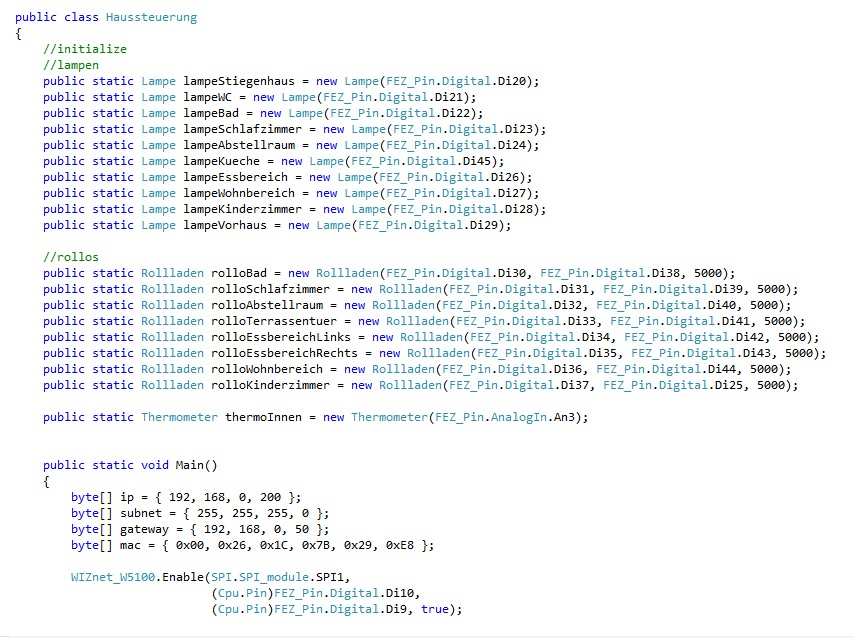 public class Haussteuerung
{
//initialize
//lampen
public static Lampe lampeStiegenhaus = new Lampe(FEZ_Pin.Digital.Di20);
public static Lampe lampeWC = new Lampe(FEZ_Pin.Digital.Di21);
public static Lampe lampeBad = new Lampe(FEZ_Pin.Digital.Di22);
public static Lampe lampeSchlafzimmer = new Lampe(FEZ_Pin.Digital.Di23);
public static Lampe lampeAbstellraum = new Lampe(FEZ_Pin.Digital.Di24);
public static Lampe lampeKueche = new Lampe(FEZ_Pin.Digital.Di45);
public static Lampe lampeEssbereich = new Lampe(FEZ_Pin.Digital.Di26);
public static Lampe lampeWohnbereich = new Lampe(FEZ_Pin.Digital.Di27);
public static Lampe lampeKinderzimmer = new Lampe(FEZ_Pin.Digital.Di28);
public static Lampe lampeVorhaus = new Lampe(FEZ_Pin.Digital.Di29);
//rollos
public static Rollladen rolloBad = new Rollladen(FEZ_Pin.Digital.Di30, FEZ_Pin.Digital.Di38, 5000);
public static Rollladen rolloSchlafzimmer = new Rollladen(FEZ_Pin.Digital.Di31, FEZ_Pin.Digital.Di39, 5000);
public static Rollladen rolloAbstellraum = new Rollladen(FEZ_Pin.Digital.Di32, FEZ_Pin.Digital.Di40, 5000);
public static Rollladen rolloTerrassentuer = new Rollladen(FEZ_Pin.Digital.Di33, FEZ_Pin.Digital.Di41, 5000);
public static Rollladen rolloEssbereichLinks = new Rollladen(FEZ_Pin.Digital.Di34, FEZ_Pin.Digital.Di42, 5000);
public static Rollladen rolloEssbereichRechts = new Rollladen(FEZ_Pin.Digital.Di35, FEZ_Pin.Digital.Di43, 5000);
public static Rollladen rolloWohnbereich = new Rollladen(FEZ_Pin.Digital.Di36, FEZ_Pin.Digital.Di44, 5000);
public static Rollladen rolloKinderzimmer = new Rollladen(FEZ_Pin.Digital.Di37, FEZ_Pin.Digital.Di25, 5000);
public static Thermometer thermoInnen = new Thermometer(FEZ_Pin.AnalogIn.An3);
public static void Main()
{
byte[] ip = { 192, 168, 0, 200 };
byte[] subnet = { 255, 255, 255, 0 };
byte[] gateway = { 192, 168, 0, 50 };
byte[] mac = { 0x00, 0x26, 0x1C, 0x7B, 0x29, 0xE8 };
WIZnet_W5100.Enable(SPI.SPI_module.SPI1,
(Cpu.Pin)FEZ_Pin.Digital.Di10,
(Cpu.Pin)FEZ_Pin.Digital.Di9, true);